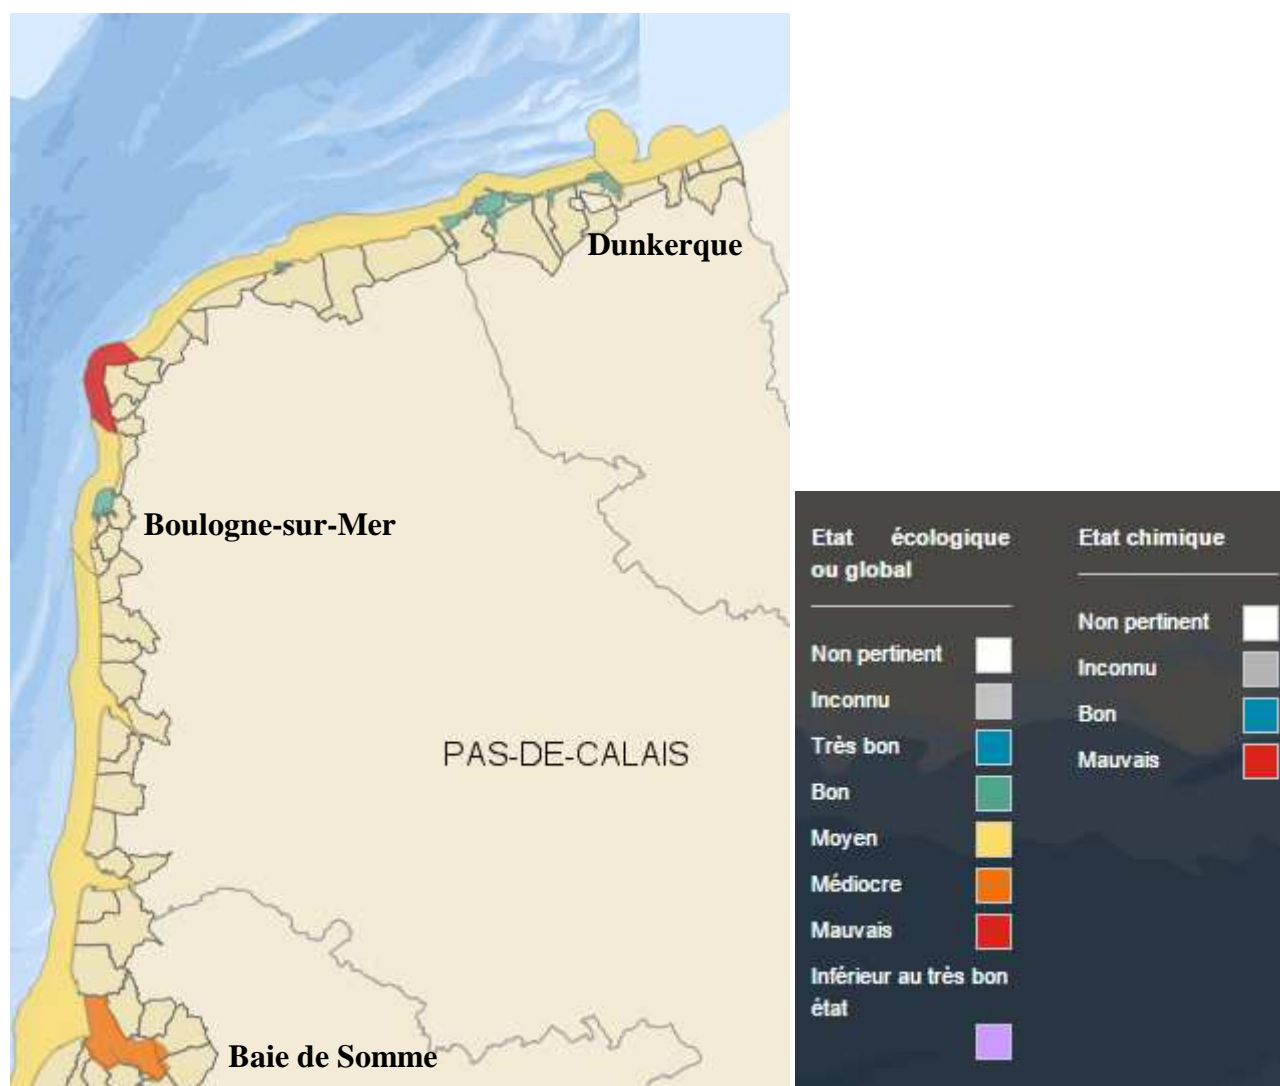 Dunkerque
Boulogne-sur-Mer
PAS-DE-CALAIS
Baie de Somme
Etat écologique
ou global
Non pertinent
Inconnu
Très bon
Bon
Moyen
Médiocre
Mauvais
Inférieur au très bon
état
Etat chimique
Non pertinent
Inconnu
Bon
Mauvais